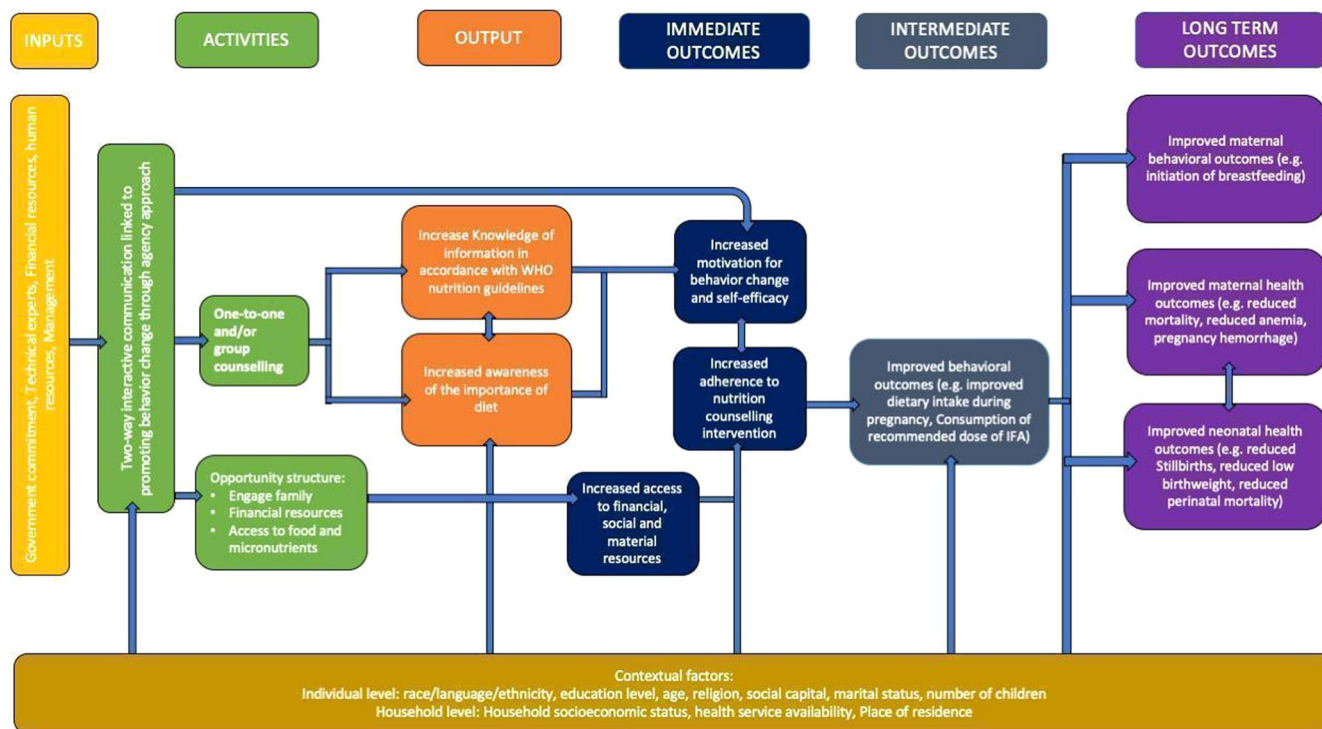 INPUTS
ACTIVITIES
OUTPUT
IMMEDIATE
OUTCOMES
INTERMEDIATE
OUTCOMES
LONG TERM
OUTCOMES
Government commitment, Technical experts, Financial resources, human
resources, Management
Two-way interactive communication linked to
promoting behavior change through agency approach
One-to-one
and/or
group
counselling
Opportunity structure:
• Engage family
• Financial resources
• Access to food and
micronutrients
Increase Knowledge of
information in
accordance with WHO
nutrition guidelines
Increased awareness
of the importance of
diet
Increased
motivation for
behavior change
and self-efficacy
Increased
adherence to
nutrition
counselling
intervention
Increased access
to financial,
social and
material
resources
Improved behavioral
outcomes (e.g. improved
dietary intake during
pregnancy, Consumption of
recommended dose of IFA)
Improved maternal
behavioral outcomes (e.g.
initiation of breastfeeding)
Improved maternal health
outcomes (e.g. reduced
mortality, reduced anemia,
pregnancy hemorrhage)
Improved neonatal health
outcomes (e.g. reduced
Stillbirths, reduced low
birthweight, reduced
perinatal mortality)
Contextual factors:
Individual level: race/language/ethnicity, education level, age, religion, social capital, marital status, number of children
Household level: Household socioeconomic status, health service availability, Place of residence